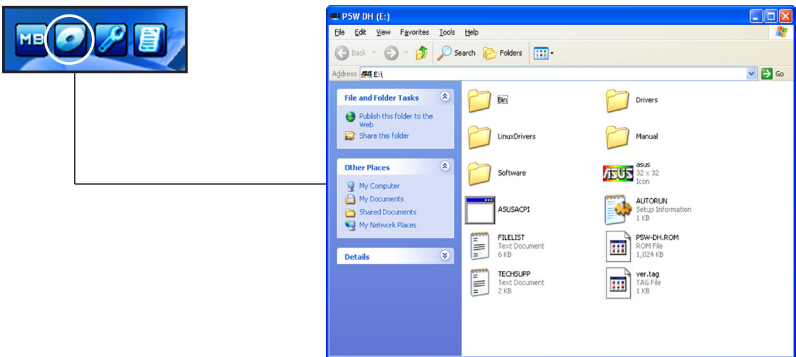 MB
P5W DH (E:)
File Edit View Favorites Tools Help
Back Search Folders
Address E:\ Go
File and Folder Tasks
Publish this folder to the
Web
Share this folder
Other Places
My Computer
My Documents
Shared Documents
My Network Places
Details
Bin
Drivers
LinuxDrivers
Manual
Software
ASUS
asus
32 x 32
Icon
ASUSACPI
AUTORUN
Setup Information
1 KB
FILELIST
Text Document
6 KB
P5W-DH.ROM
ROM File
1,024 KB
TECHSUPP
Text Document
2 KB
ver.tag
TAG File
1 KB